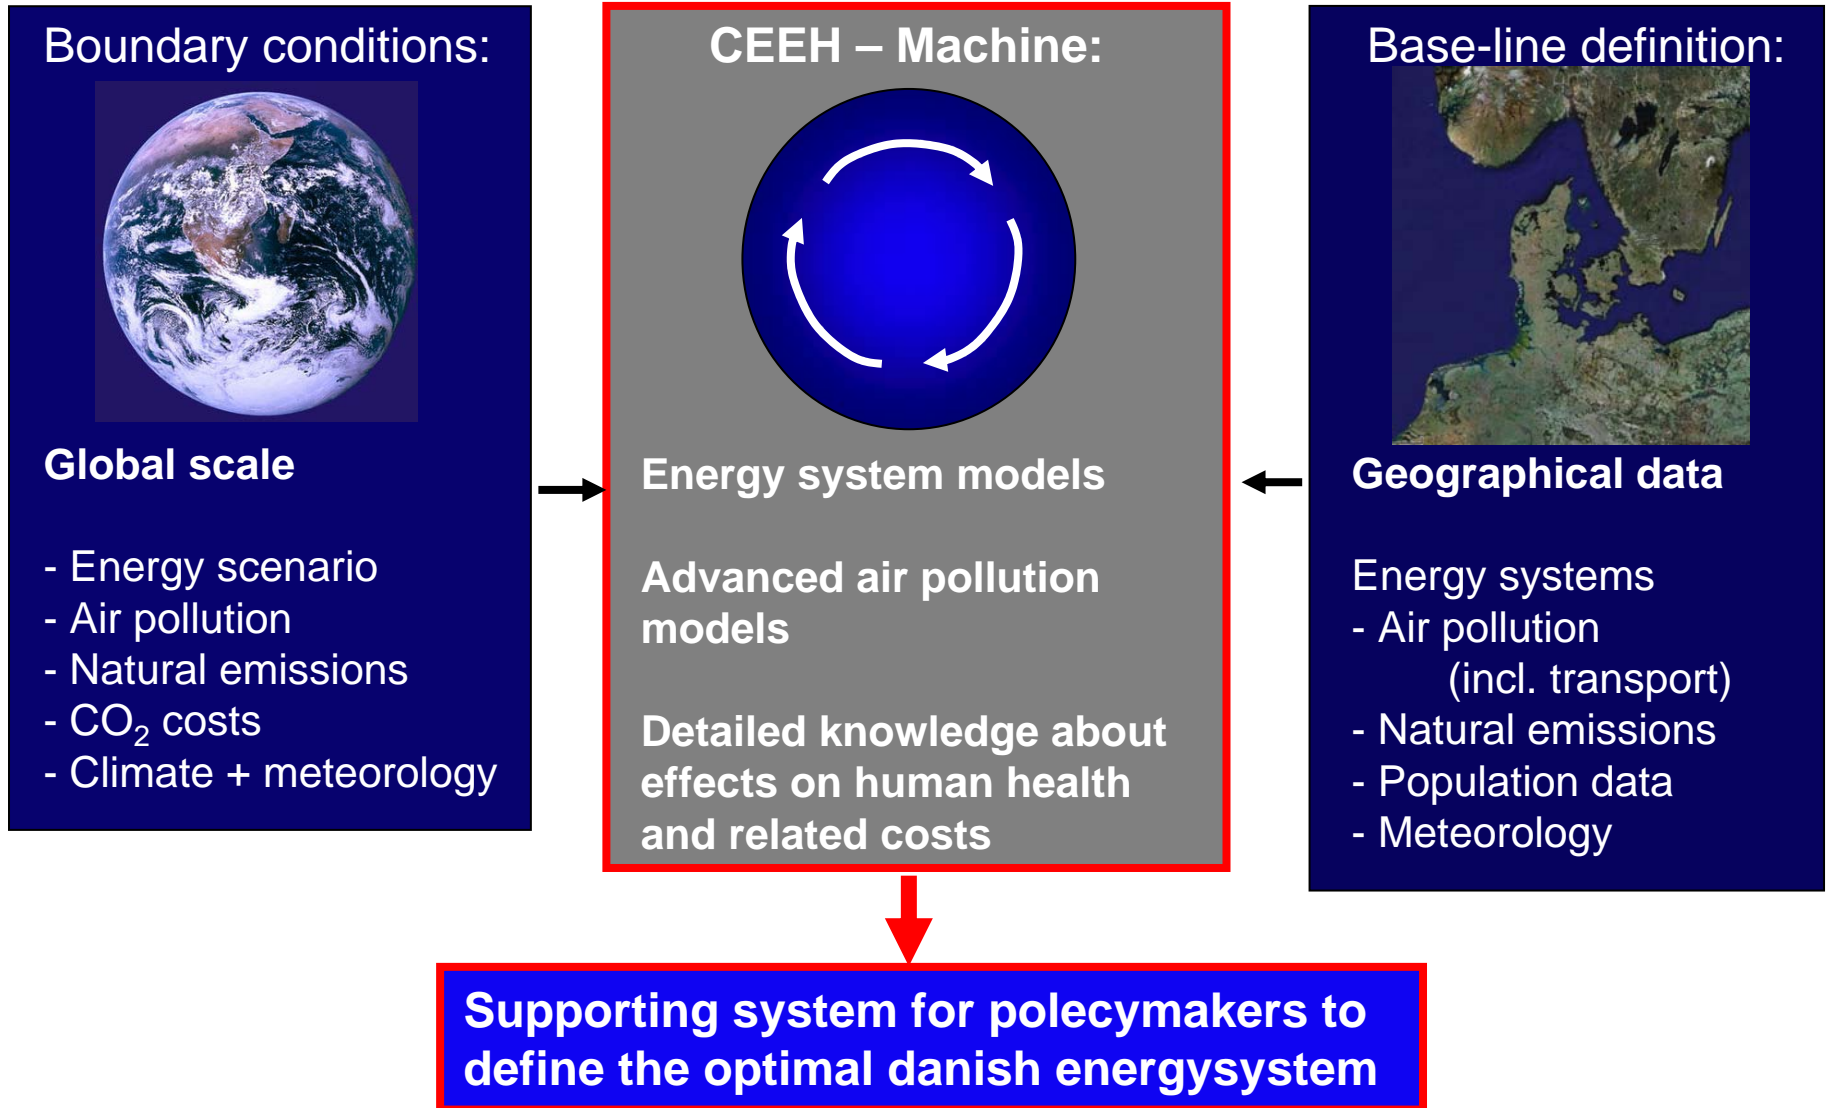 Boundary conditions:
Global scale
- Energy scenario
- Air pollution
- Natural emissions
- CO₂ costs
- Climate + meteorology
CEEH – Machine:
Energy system models
Advanced air pollution
models
Detailed knowledge about
effects on human health
and related costs
Base-line definition:
Geographical data
Energy systems
- Air pollution
(incl. transport)
- Natural emissions
- Population data
- Meteorology
Supporting system for polecymakers to
define the optimal danish energysystem